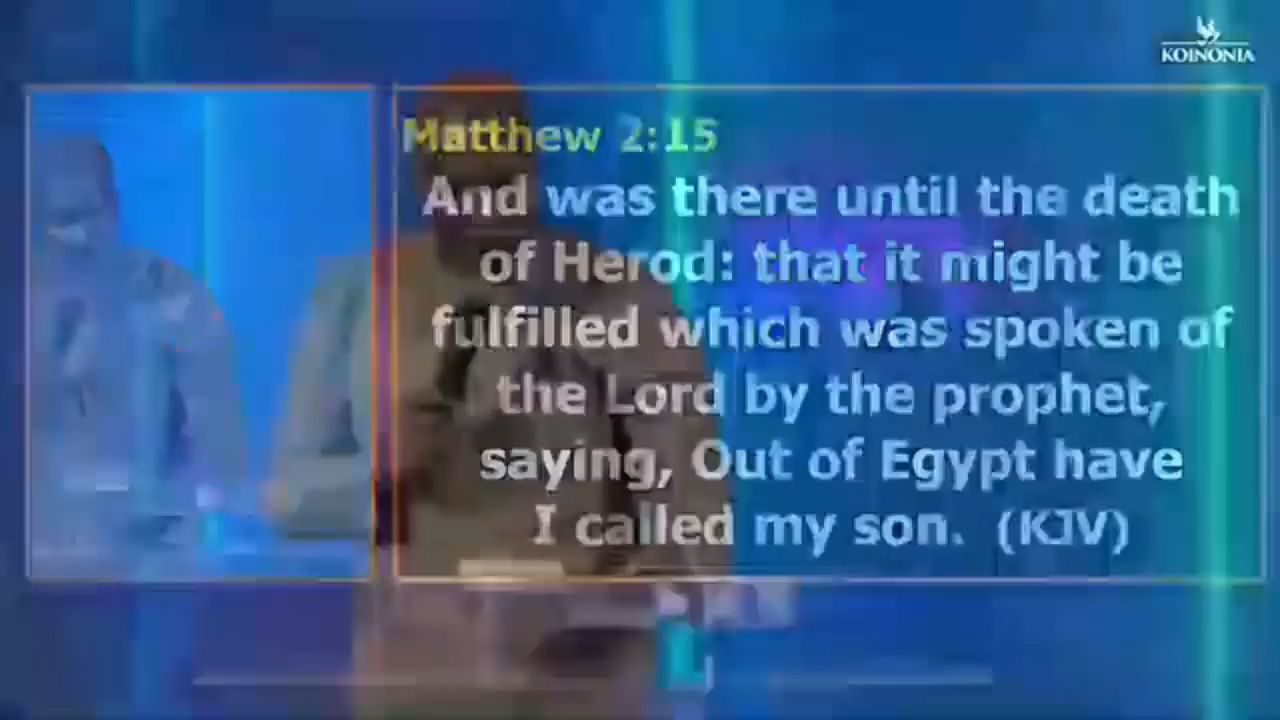 KOINONIA
Matthew 2:15
And was there until the death
of Herod: that it might be
fulfilled which was spoken of
the Lord by the prophet,
saying, Out of Egypt have
I called my son. (KJV)